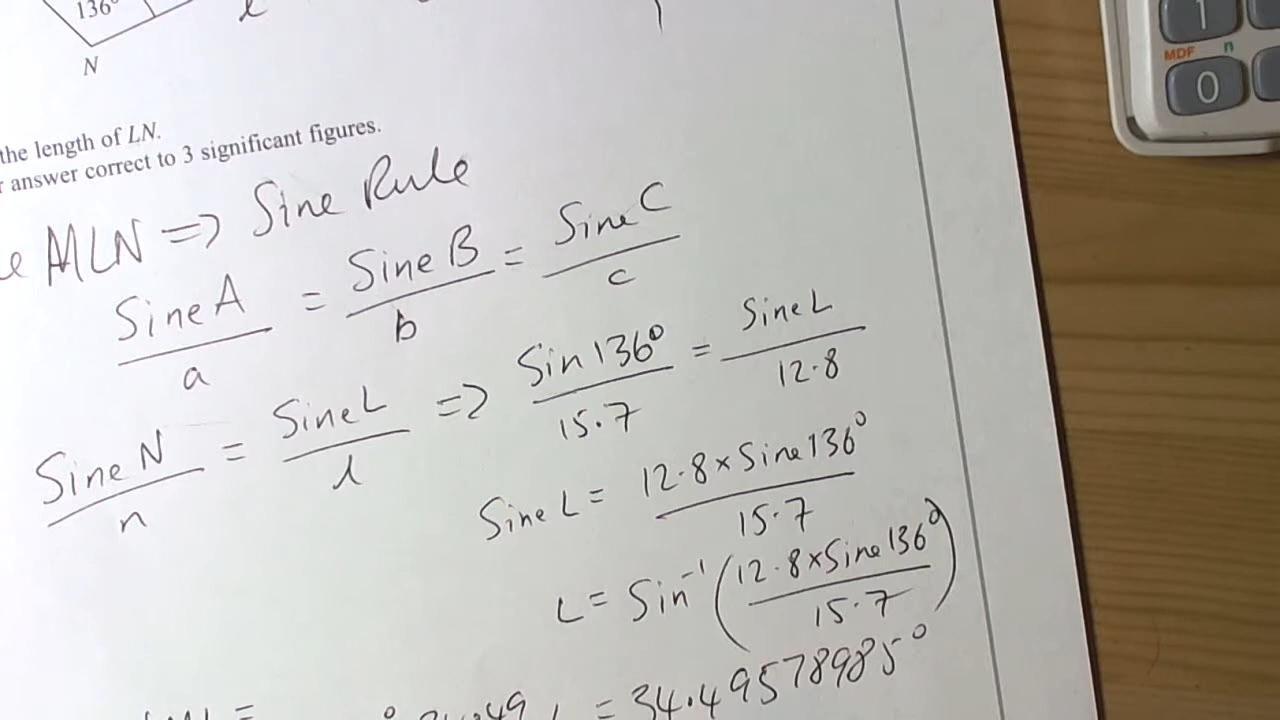 136°
l
N
the length of LN.
r answer correct to 3 significant figures.
e MLN => Sine Rule
Sine A / a = Sine B / b = Sine C / c
Sine N / n = Sine L / l => Sin 136° / 15.7 = Sine L / 12.8
Sine L = 12.8 × Sine 136° / 15.7
L = Sin⁻¹ (12.8 × Sine 136° / 15.7)
= 34.49578985°
1
MDF n
0